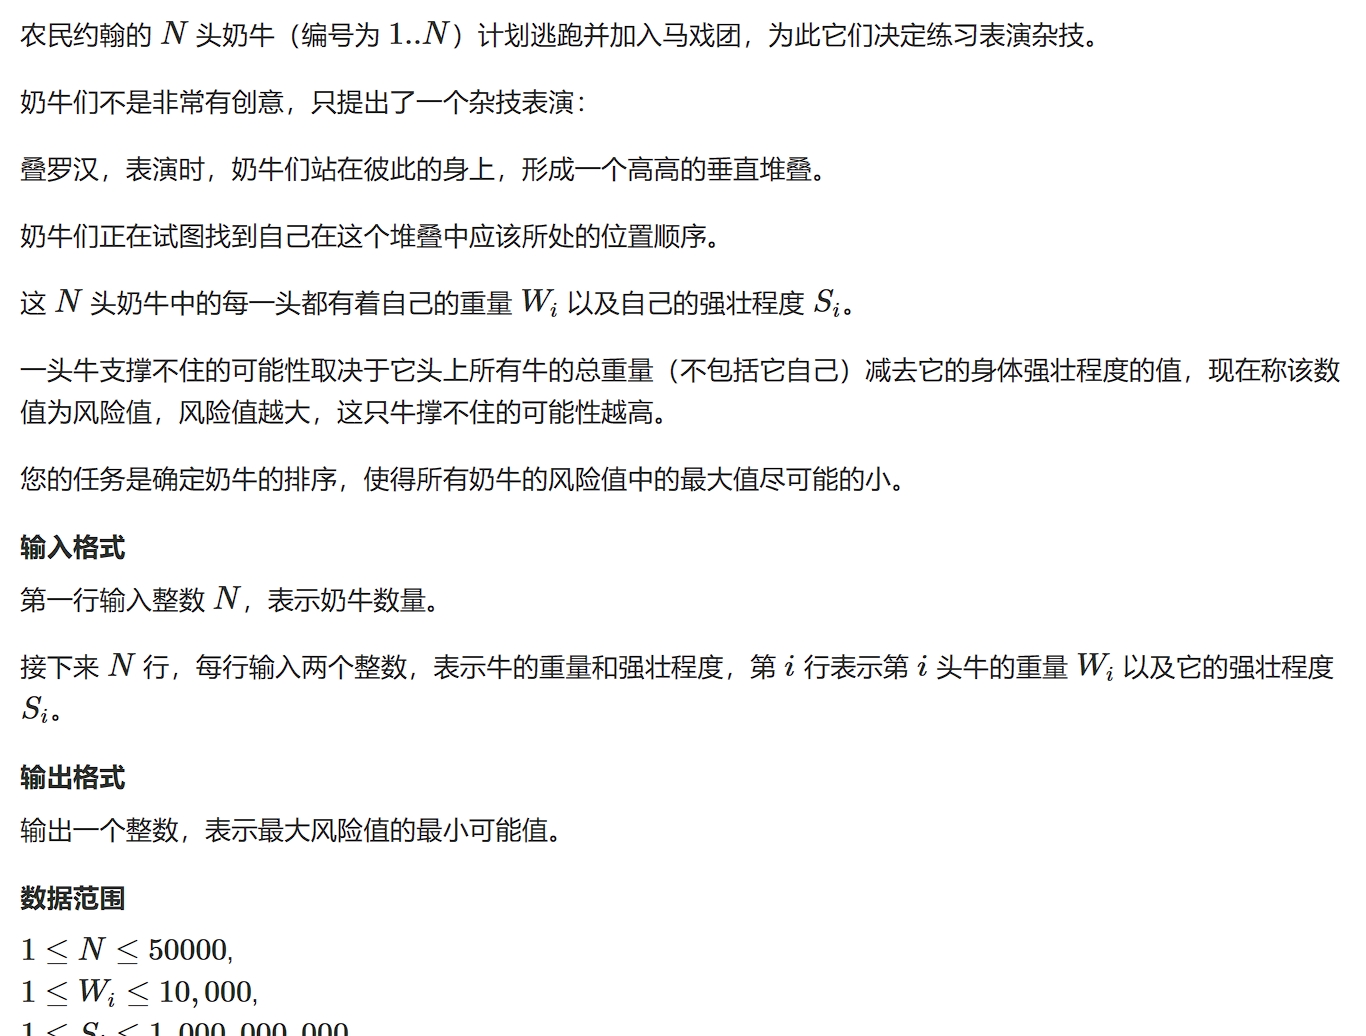 农民约翰的 N 头奶牛（编号为 1..N）计划逃跑并加入马戏团，为此它们决定练习表演杂技。
奶牛们不是非常有创意，只提出了一个杂技表演：
叠罗汉，表演时，奶牛们站在彼此的身上，形成一个高高的垂直堆叠。
奶牛们正在试图找到自己在这个堆叠中应该所处的位置顺序。
这 N 头奶牛中的每一头都有着自己的重量 W_i 以及自己的强壮程度 S_i。
一头牛支撑不住的可能性取决于它头上所有牛的总重量（不包括它自己）减去它的身体强壮程度的值，现在称该数
值为风险值，风险值越大，这只牛撑不住的可能性越高。
您的任务是确定奶牛的排序，使得所有奶牛的风险值中的最大值尽可能的小。
输入格式
第一行输入整数 N，表示奶牛数量。
接下来 N 行，每行输入两个整数，表示牛的重量和强壮程度，第 i 行表示第 i 头牛的重量 W_i 以及它的强壮程度
S_i。
输出格式
输出一个整数，表示最大风险值的最小可能值。
数据范围
1 ≤ N ≤ 50000,
1 ≤ W_i ≤ 10,000,
1 ≤ S_i ≤ 1,000,000,000